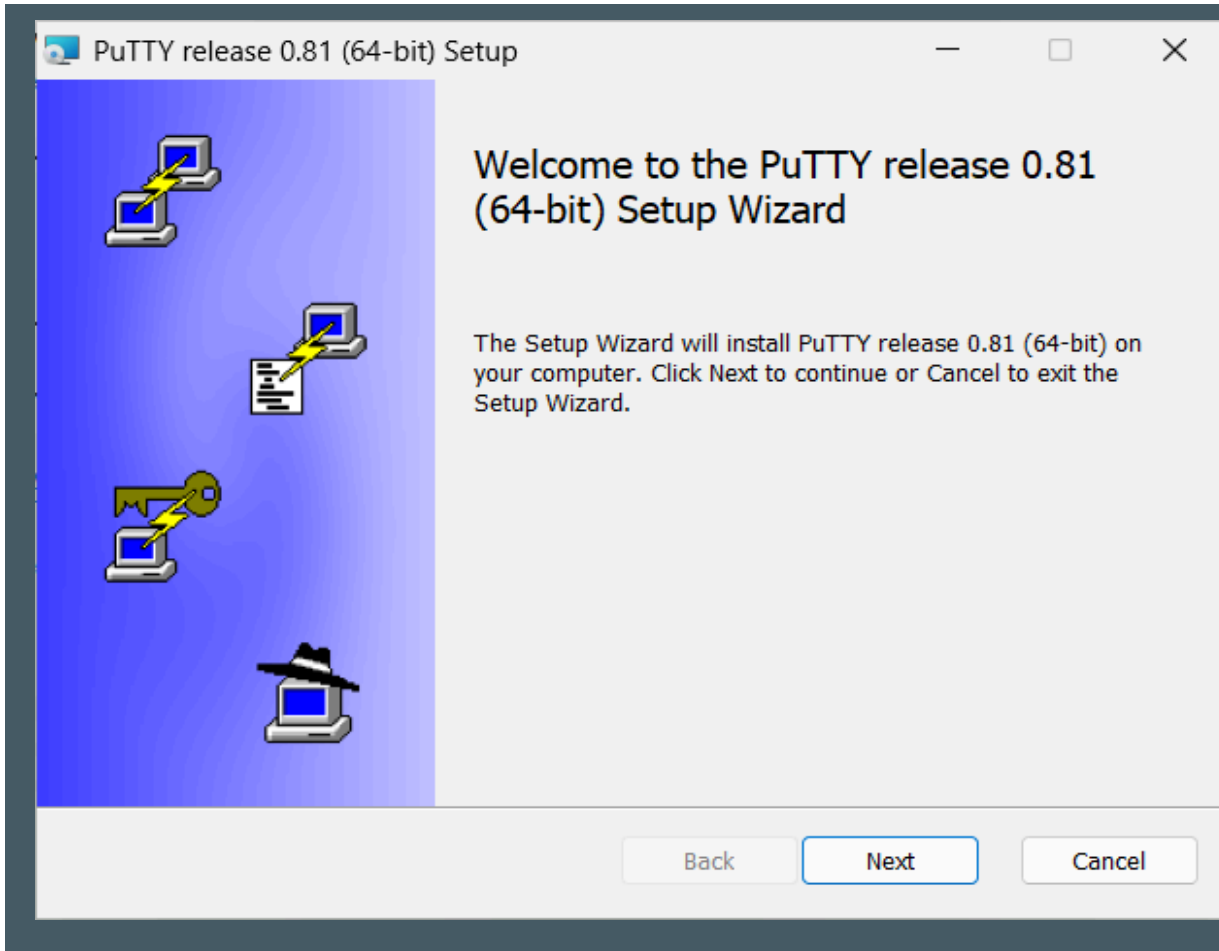 PuTTY release 0.81 (64-bit) Setup
Welcome to the PuTTY release 0.81
(64-bit) Setup Wizard
The Setup Wizard will install PuTTY release 0.81 (64-bit) on
your computer. Click Next to continue or Cancel to exit the
Setup Wizard.
Back
Next
Cancel